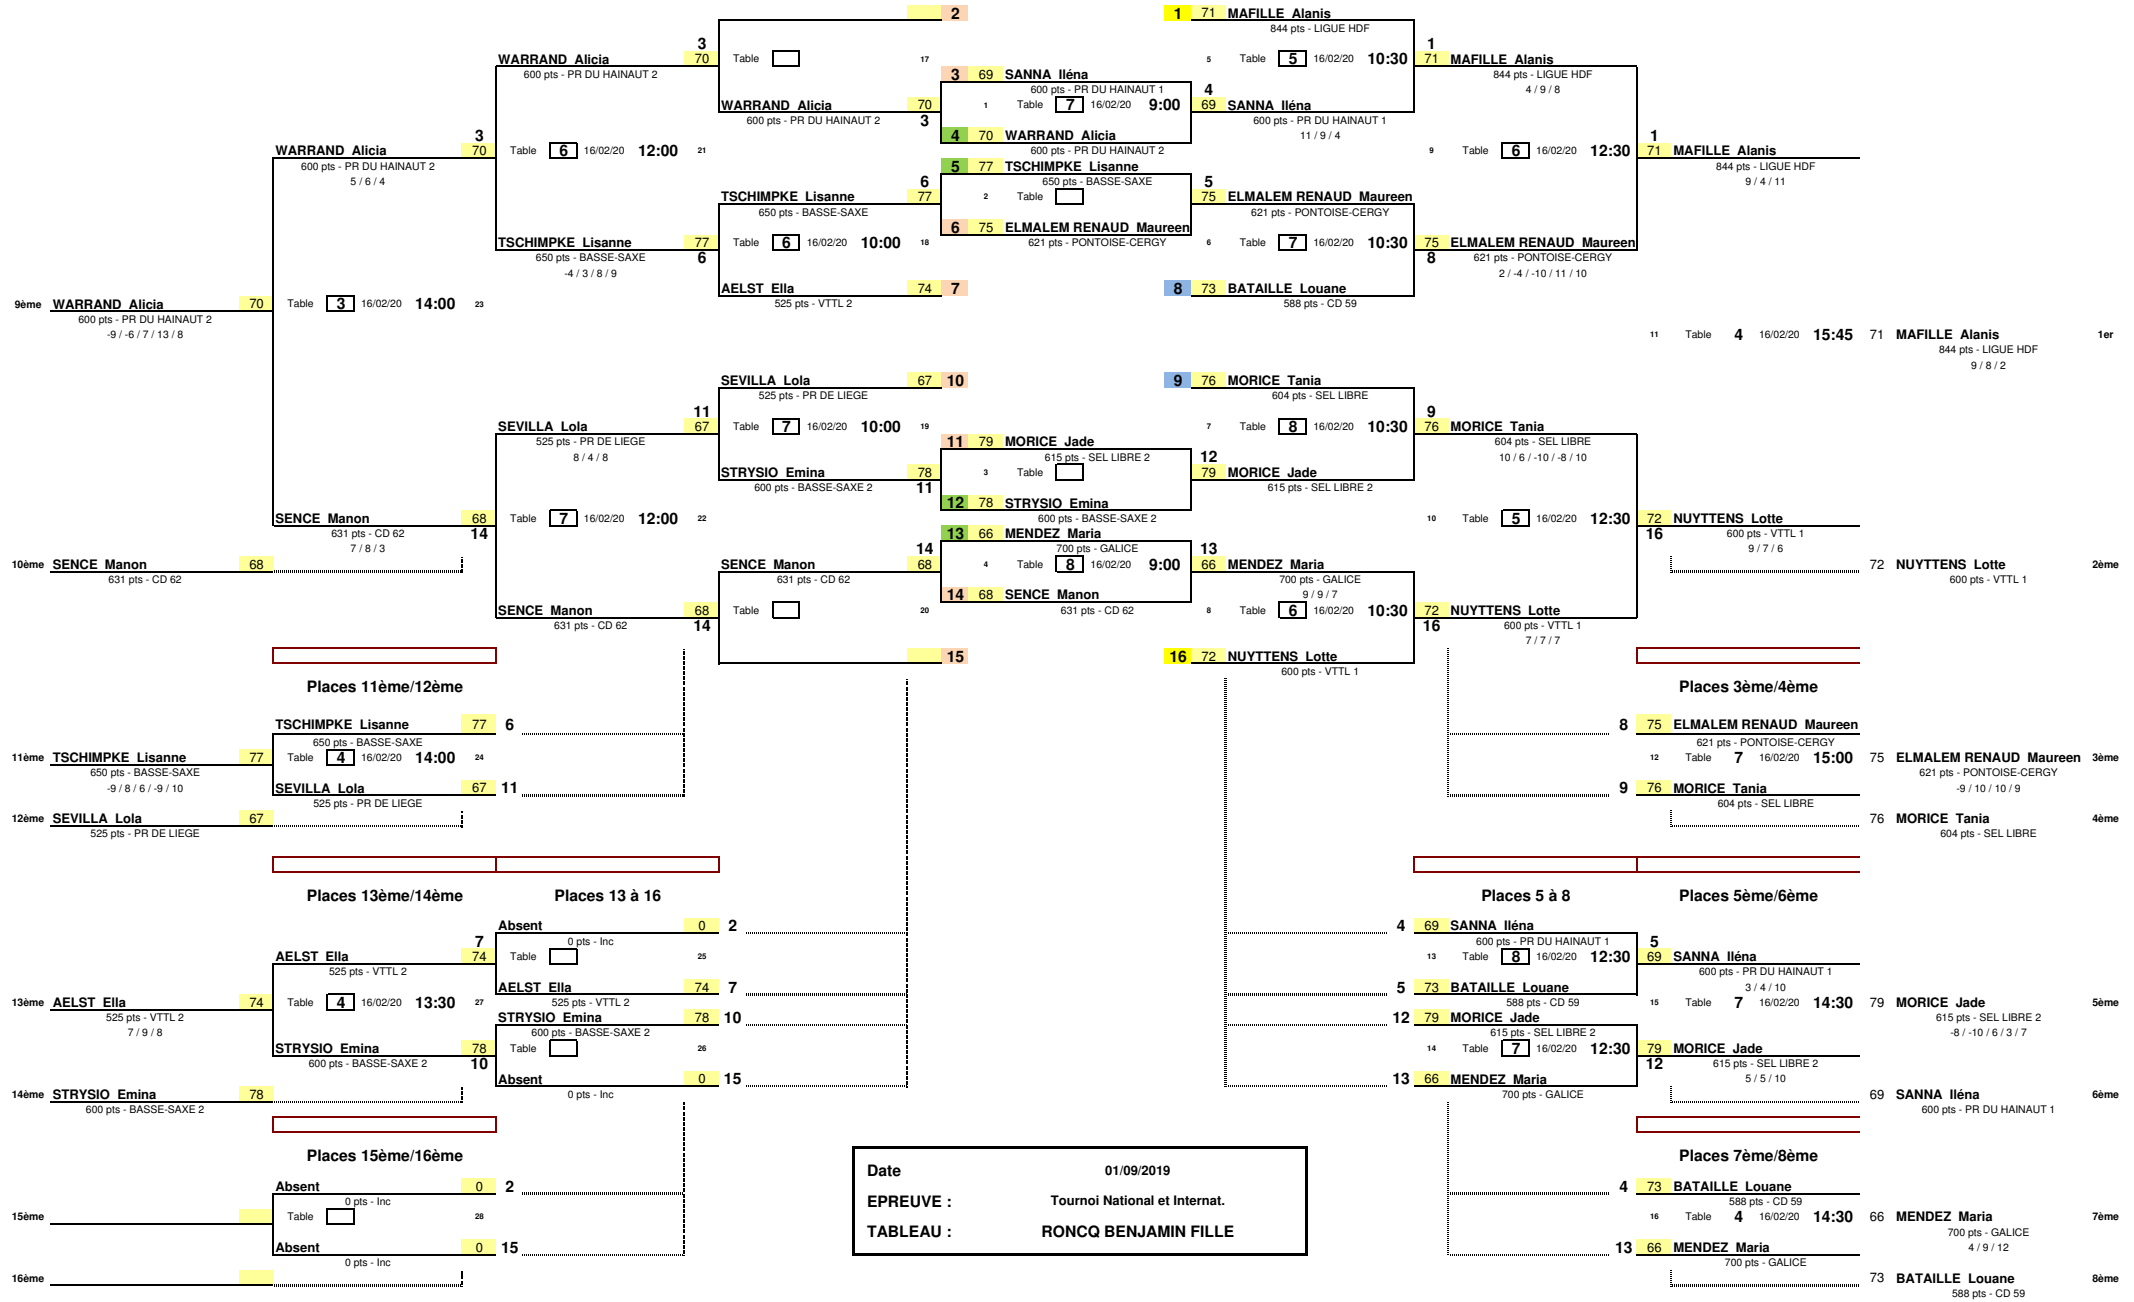 2
1 71 MAFILLE Alanis
844 pts - LIGUE HDF
3
WARRAND Alicia 70 Table 17
600 pts - PR DU HAINAUT 2
5 Table 5 16/02/20 10:30
1
71 MAFILLE Alanis
844 pts - LIGUE HDF
4 / 9 / 8
3 69 SANNA Iléna
600 pts - PR DU HAINAUT 1
WARRAND Alicia 70
600 pts - PR DU HAINAUT 2
3
1 Table 7 16/02/20 9:00
4
69 SANNA Iléna
600 pts - PR DU HAINAUT 1
11 / 9 / 4
4 70 WARRAND Alicia
600 pts - PR DU HAINAUT 2
3
WARRAND Alicia 70
600 pts - PR DU HAINAUT 2
5 / 6 / 4
Table 6 16/02/20 12:00 21
9 Table 6 16/02/20 12:30
1
71 MAFILLE Alanis
844 pts - LIGUE HDF
9 / 4 / 11
5 77 TSCHIMPKE Lisanne
650 pts - BASSE-SAXE
6
TSCHIMPKE Lisanne 77
650 pts - BASSE-SAXE
2 Table
5
75 ELMALEM RENAUD Maureen
621 pts - PONTOISE-CERGY
6 75 ELMALEM RENAUD Maureen
621 pts - PONTOISE-CERGY
TSCHIMPKE Lisanne 77
650 pts - BASSE-SAXE
6
-4 / 3 / 8 / 9
Table 6 16/02/20 10:00 18
6 Table 7 16/02/20 10:30
75 ELMALEM RENAUD Maureen
8
621 pts - PONTOISE-CERGY
2 / -4 / -10 / 11 / 10
AELST Ella 74 7
525 pts - VTTL 2
8 73 BATAILLE Louane
588 pts - CD 59
9ème WARRAND Alicia 70
600 pts - PR DU HAINAUT 2
-9 / -6 / 7 / 13 / 8
Table 3 16/02/20 14:00 23
11 Table 4 16/02/20 15:45 71 MAFILLE Alanis 1er
844 pts - LIGUE HDF
9 / 8 / 2
SEVILLA Lola 67 10
525 pts - PR DE LIEGE
9 76 MORICE Tania
604 pts - SEL LIBRE
11
SEVILLA Lola 67
525 pts - PR DE LIEGE
8 / 4 / 8
Table 7 16/02/20 10:00 19
7 Table 8 16/02/20 10:30
9
76 MORICE Tania
604 pts - SEL LIBRE
10 / 6 / -10 / -8 / 10
11 79 MORICE Jade
615 pts - SEL LIBRE 2
STRYSIO Emina 78
600 pts - BASSE-SAXE 2
11
3 Table
12
79 MORICE Jade
615 pts - SEL LIBRE 2
12 78 STRYSIO Emina
600 pts - BASSE-SAXE 2
SENCE Manon 68
631 pts - CD 62
14
7 / 8 / 3
Table 7 16/02/20 12:00 22
10 Table 5 16/02/20 12:30
72 NUYTTENS Lotte
16
600 pts - VTTL 1
9 / 7 / 6
13 66 MENDEZ Maria
700 pts - GALICE
10ème SENCE Manon 68
631 pts - CD 62
14
SENCE Manon 68
631 pts - CD 62
4 Table 8 16/02/20 9:00
13
66 MENDEZ Maria
700 pts - GALICE
9 / 9 / 7
72 NUYTTENS Lotte 2ème
600 pts - VTTL 1
14 68 SENCE Manon
631 pts - CD 62
SENCE Manon 68
631 pts - CD 62
14
Table 20
8 Table 6 16/02/20 10:30
72 NUYTTENS Lotte
16
600 pts - VTTL 1
7 / 7 / 7
15
16 72 NUYTTENS Lotte
600 pts - VTTL 1
Places 11ème/12ème
Places 3ème/4ème
TSCHIMPKE Lisanne 77 6
650 pts - BASSE-SAXE
8 75 ELMALEM RENAUD Maureen
621 pts - PONTOISE-CERGY
11ème TSCHIMPKE Lisanne 77
650 pts - BASSE-SAXE
-9 / 8 / 6 / -9 / 10
Table 4 16/02/20 14:00 24
12 Table 7 16/02/20 15:00 75 ELMALEM RENAUD Maureen 3ème
621 pts - PONTOISE-CERGY
-9 / 10 / 10 / 9
SEVILLA Lola 67 11
525 pts - PR DE LIEGE
9 76 MORICE Tania
604 pts - SEL LIBRE
12ème SEVILLA Lola 67
525 pts - PR DE LIEGE
76 MORICE Tania 4ème
604 pts - SEL LIBRE
Places 13ème/14ème Places 13 à 16
Places 5 à 8 Places 5ème/6ème
Absent 0 2
0 pts - Inc
4 69 SANNA Iléna
600 pts - PR DU HAINAUT 1
7
AELST Ella 74
525 pts - VTTL 2
Table 25
13 Table 8 16/02/20 12:30
5
69 SANNA Iléna
600 pts - PR DU HAINAUT 1
3 / 4 / 10
AELST Ella 74 7
525 pts - VTTL 2
5 73 BATAILLE Louane
588 pts - CD 59
13ème AELST Ella 74
525 pts - VTTL 2
7 / 9 / 8
Table 4 16/02/20 13:30 27
15 Table 7 16/02/20 14:30 79 MORICE Jade 5ème
615 pts - SEL LIBRE 2
-8 / -10 / 6 / 3 / 7
STRYSIO Emina 78 10
600 pts - BASSE-SAXE 2
12 79 MORICE Jade
615 pts - SEL LIBRE 2
STRYSIO Emina 78
600 pts - BASSE-SAXE 2
10
Table 26
14 Table 7 16/02/20 12:30
79 MORICE Jade
12
615 pts - SEL LIBRE 2
5 / 5 / 10
Absent 0 15
0 pts - Inc
13 66 MENDEZ Maria
700 pts - GALICE
14ème STRYSIO Emina 78
600 pts - BASSE-SAXE 2
69 SANNA Iléna 6ème
600 pts - PR DU HAINAUT 1
Places 15ème/16ème
Places 7ème/8ème
Date 01/09/2019
EPREUVE : Tournoi National et Internat.
TABLEAU : RONCQ BENJAMIN FILLE
Absent 0 2
0 pts - Inc
4 73 BATAILLE Louane
588 pts - CD 59
15ème
Table 28
16 Table 4 16/02/20 14:30 66 MENDEZ Maria 7ème
700 pts - GALICE
4 / 9 / 12
Absent 0 15
0 pts - Inc
13 66 MENDEZ Maria
700 pts - GALICE
16ème
73 BATAILLE Louane 8ème
588 pts - CD 59